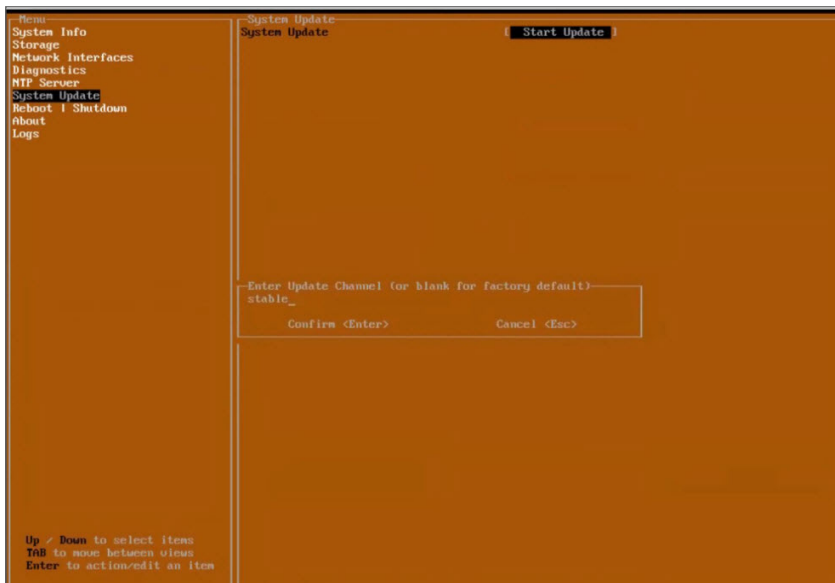 Menu
System Info
Storage
Network Interfaces
Diagnostics
NTP Server
System Update
Reboot | Shutdown
About
Logs
Up / Down to select items
TAB to move between views
Enter to action/edit an item
System Update
System Update [ Start Update ]
Enter Update Channel (or blank for factory default)
stable_
Confirm <Enter> Cancel <Esc>